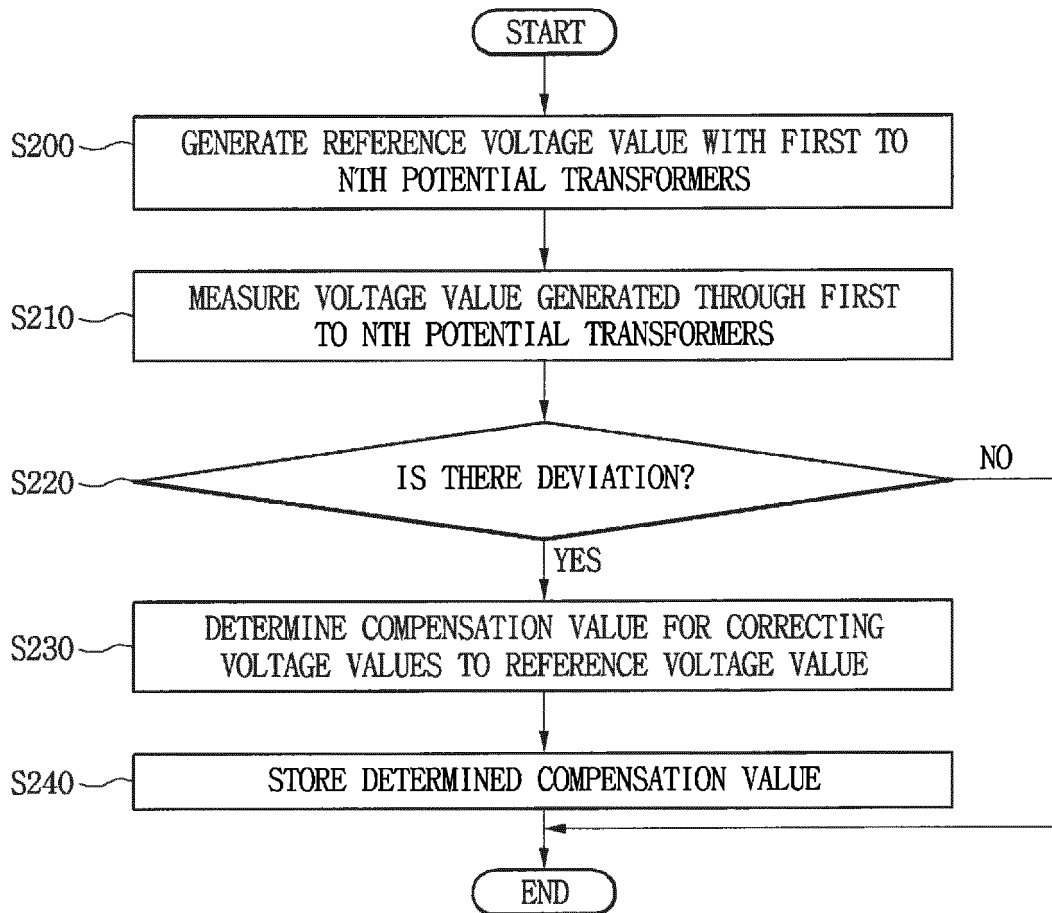 START
S200
GENERATE REFERENCE VOLTAGE VALUE WITH FIRST TO
NTH POTENTIAL TRANSFORMERS
S210
MEASURE VOLTAGE VALUE GENERATED THROUGH FIRST
TO NTH POTENTIAL TRANSFORMERS
S220
IS THERE DEVIATION?
NO
YES
S230
DETERMINE COMPENSATION VALUE FOR CORRECTING
VOLTAGE VALUES TO REFERENCE VOLTAGE VALUE
S240
STORE DETERMINED COMPENSATION VALUE
END